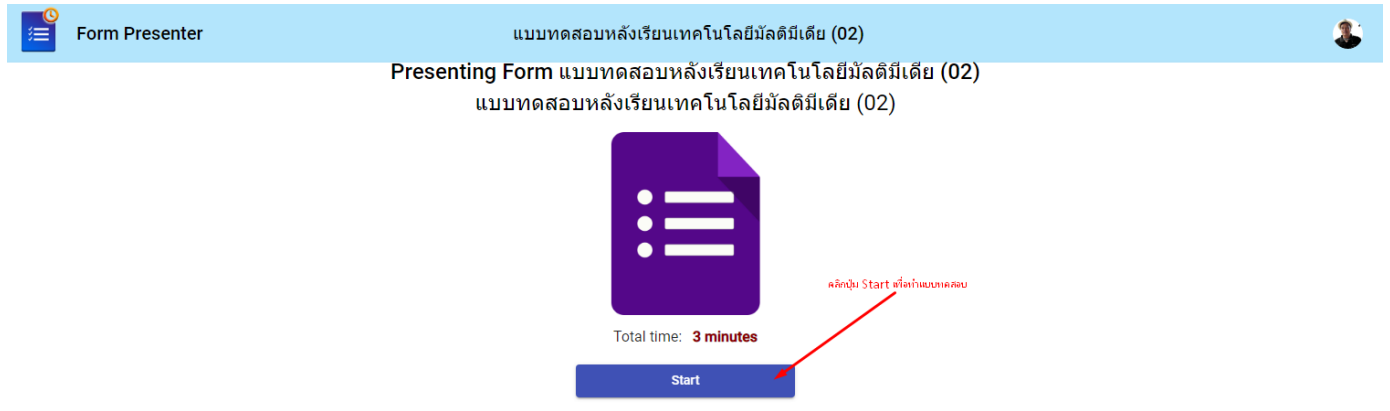 Form Presenter
แบบทดสอบหลังเรียนเทคโนโลยีมัลติมีเดีย (02)
Presenting Form แบบทดสอบหลังเรียนเทคโนโลยีมัลติมีเดีย (02)
แบบทดสอบหลังเรียนเทคโนโลยีมัลติมีเดีย (02)
คลิกปุ่ม Start เพื่อทำแบบทดสอบ
Total time: 3 minutes
Start